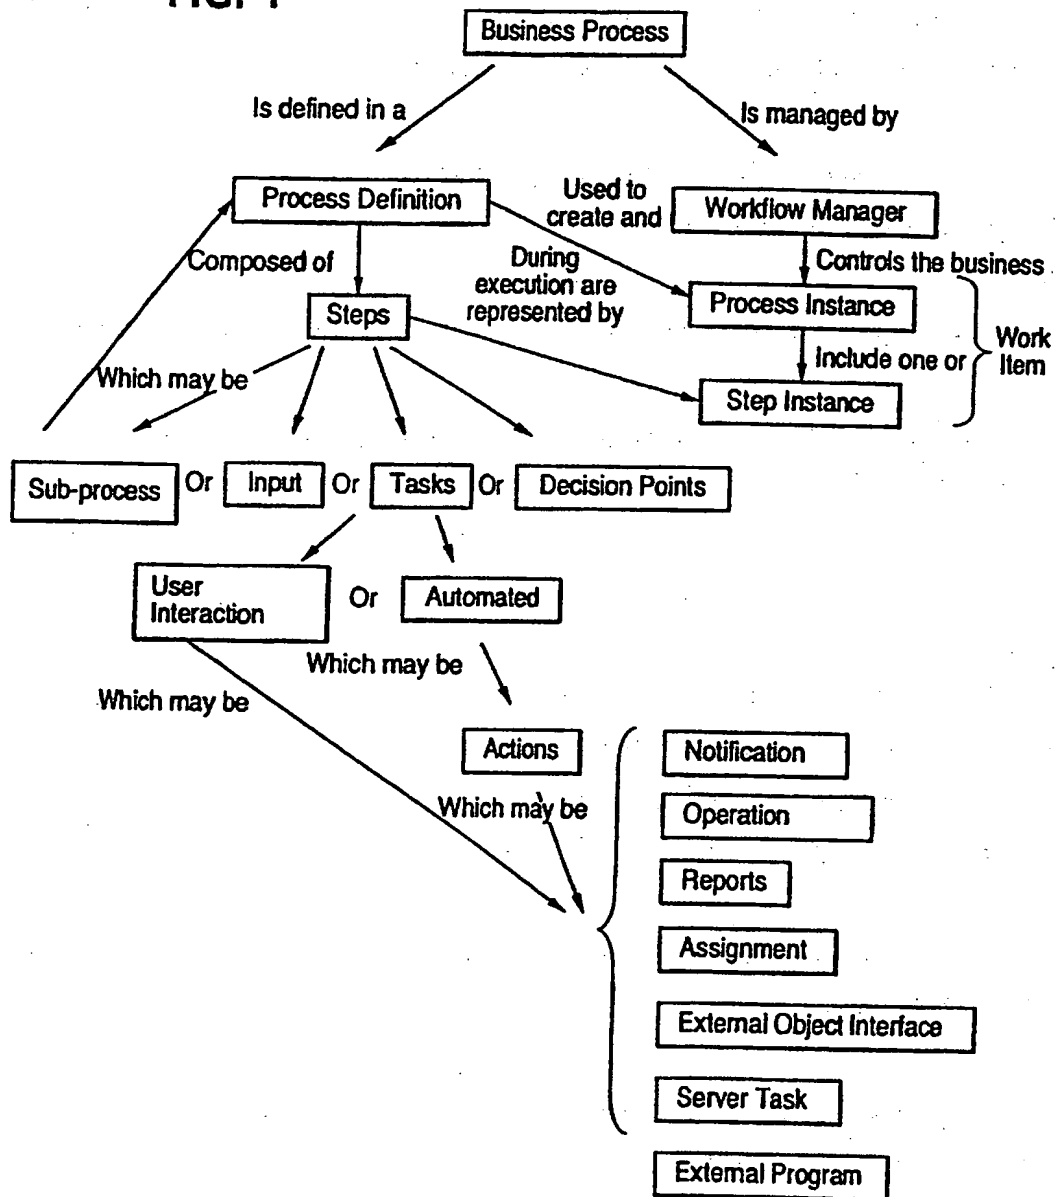 FIG. 1
Business Process
Is defined in a
Is managed by
Process Definition
Used to
create and
Workflow Manager
Composed of
During
execution are
represented by
Controls the business
Steps
Process Instance
Work
Item
Which may be
Include one or
Step Instance
Sub-process
Or
Input
Or
Tasks
Or
Decision Points
User
Interaction
Or
Automated
Which may be
Which may be
Actions
Which may be
Notification
Operation
Reports
Assignment
External Object Interface
Server Task
External Program